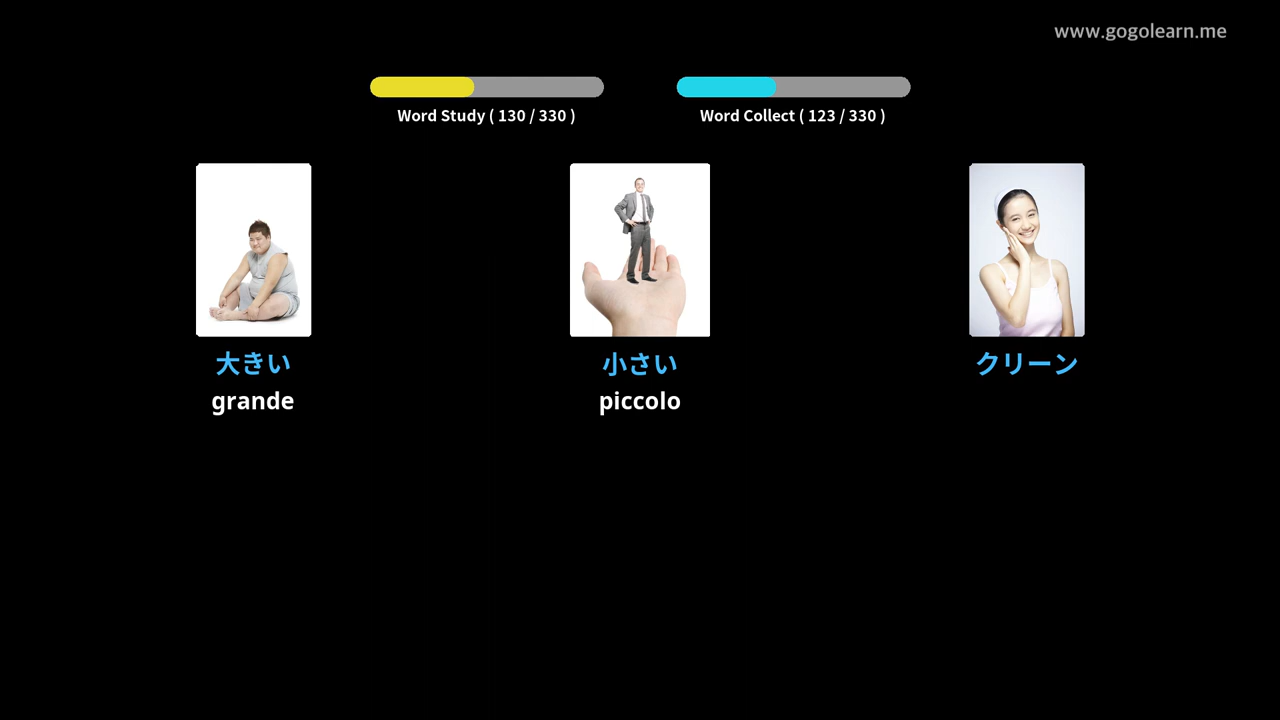 www.gogolearn.me
Word Study ( 130 / 330 )
Word Collect ( 123 / 330 )
大きい
grande
小さい
piccolo
クリーン